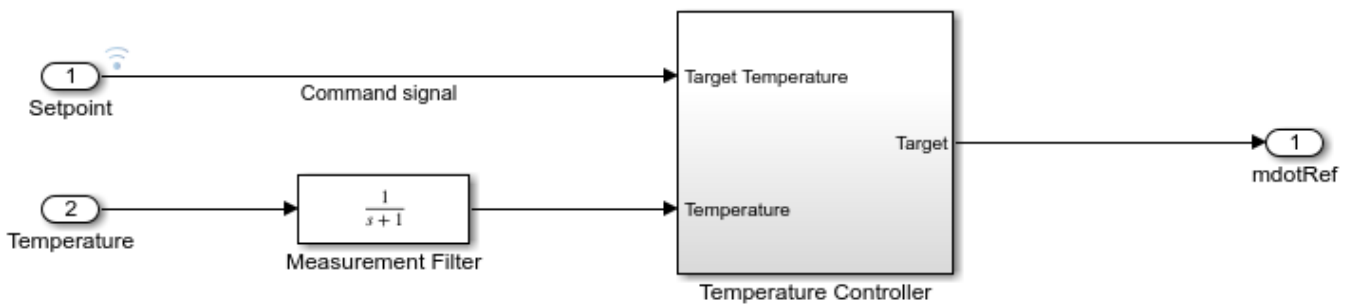 1
Setpoint
Command signal
Target Temperature
Target
1
mdotRef
2
Temperature
1
s + 1
Measurement Filter
Temperature
Temperature Controller